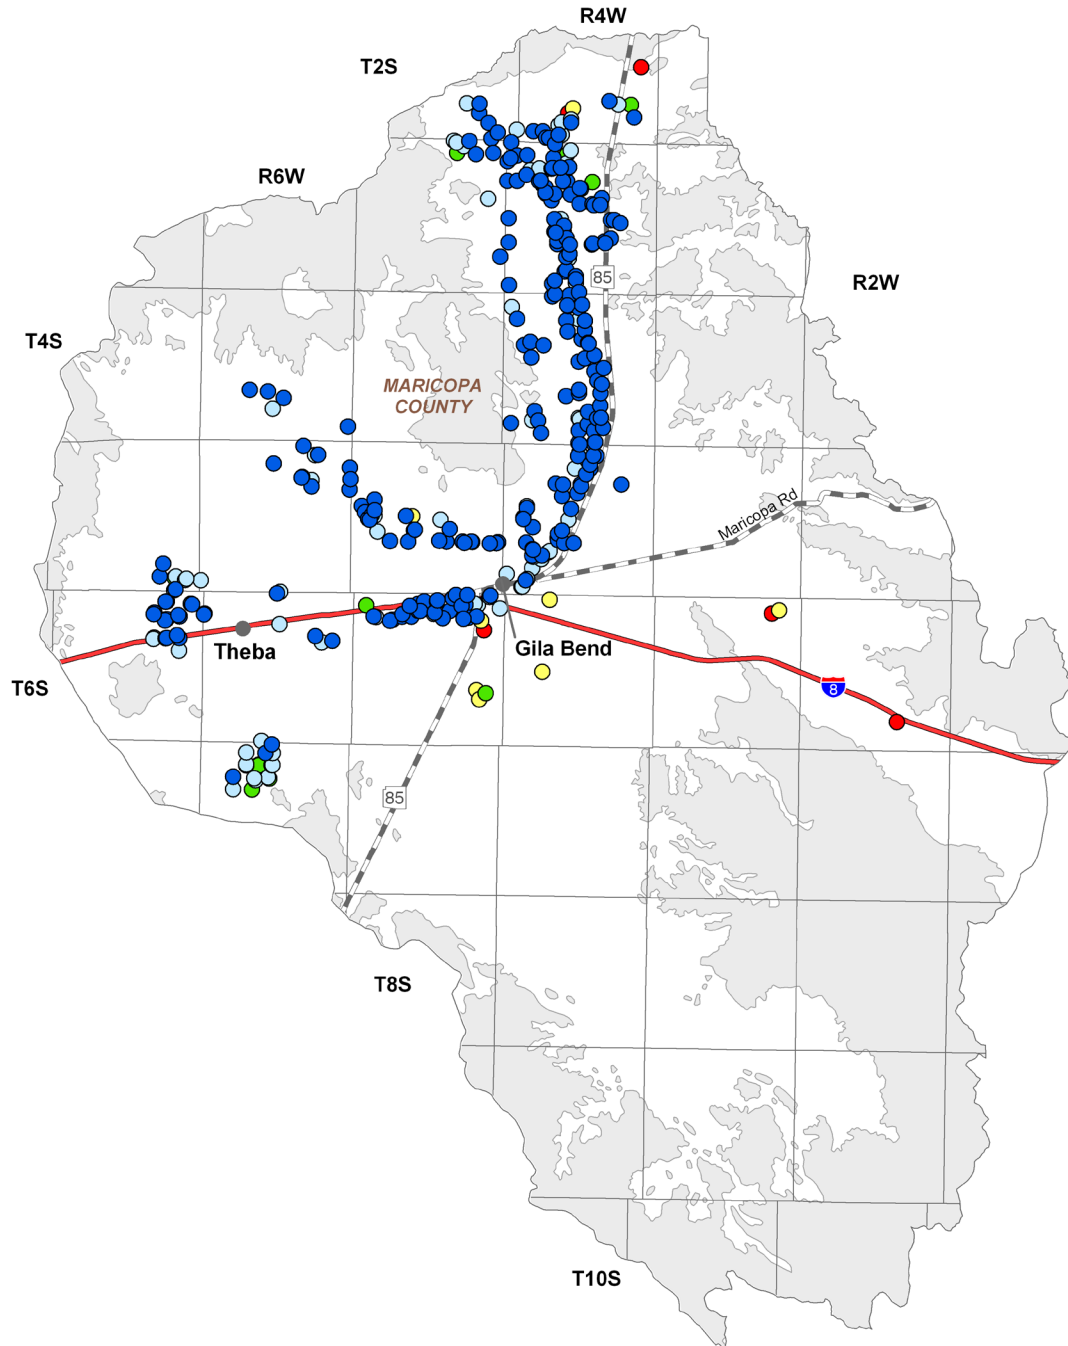 R4W
T2S
R6W
85
R2W
T4S
MARICOPA
COUNTY
Maricopa Rd
Theba
Gila Bend
T6S
8
85
T8S
T10S